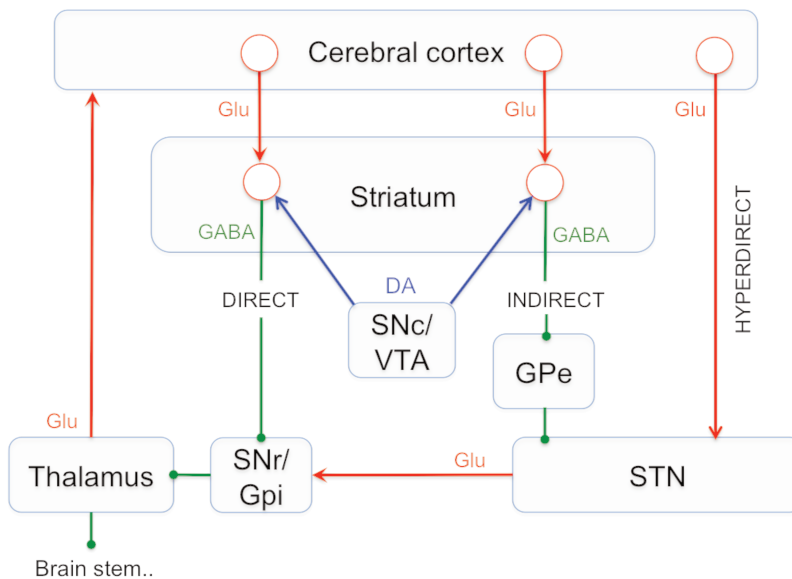 Cerebral cortex
Glu
Glu
Glu
Striatum
GABA
GABA
DA
DIRECT
INDIRECT
HYPERDIRECT
SNc/
VTA
GPe
Glu
Glu
Thalamus
SNr/
Gpi
STN
Brain stem..